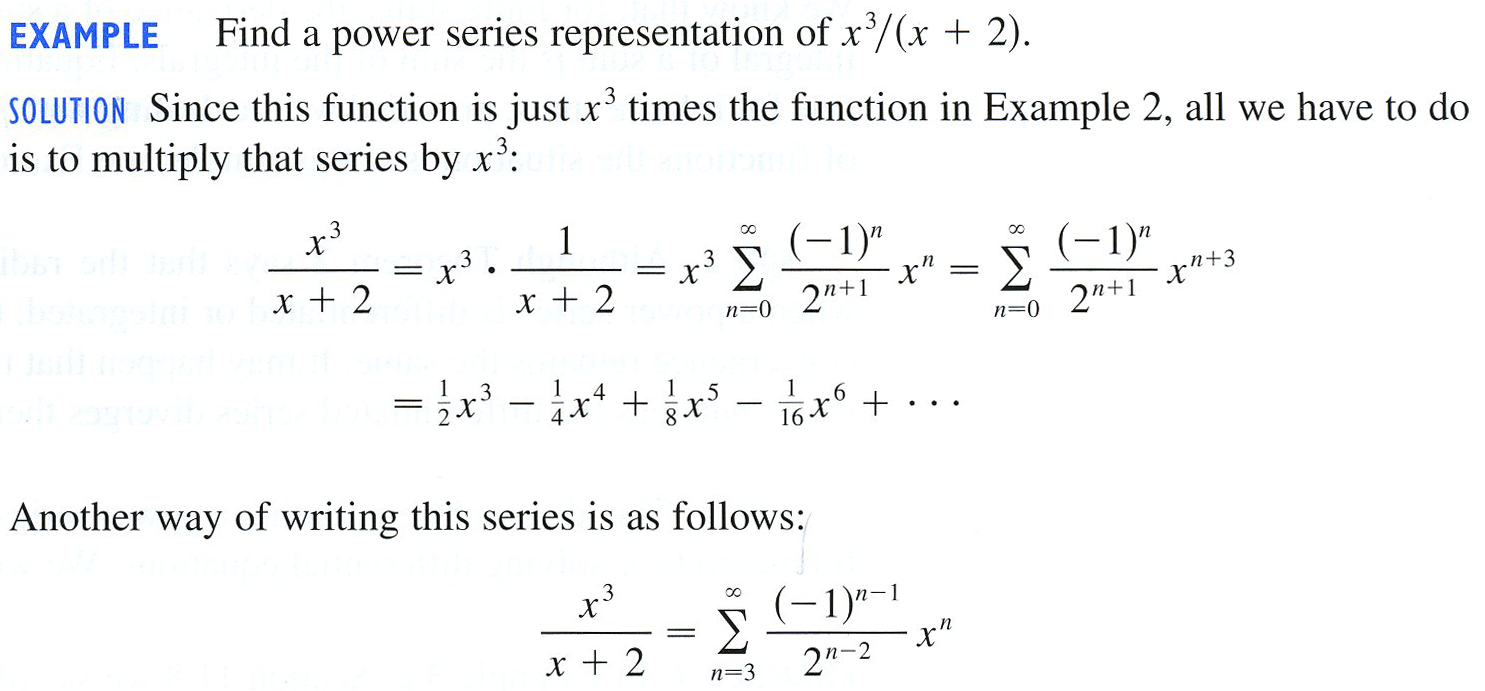 EXAMPLE Find a power series representation of x³/(x + 2).
SOLUTION Since this function is just x³ times the function in Example 2, all we have to do
is to multiply that series by x³:
x³/(x + 2) = x³ · 1/(x + 2) = x³ ∑_{n=0}^{∞} (−1)ⁿ/2ⁿ⁺¹ xⁿ = ∑_{n=0}^{∞} (−1)ⁿ/2ⁿ⁺¹ xⁿ⁺³
= ½x³ − ¼x⁴ + ⅛x⁵ − 1/16 x⁶ + · · ·
Another way of writing this series is as follows:
x³/(x + 2) = ∑_{n=3}^{∞} (−1)ⁿ⁻¹/2ⁿ⁻² xⁿ